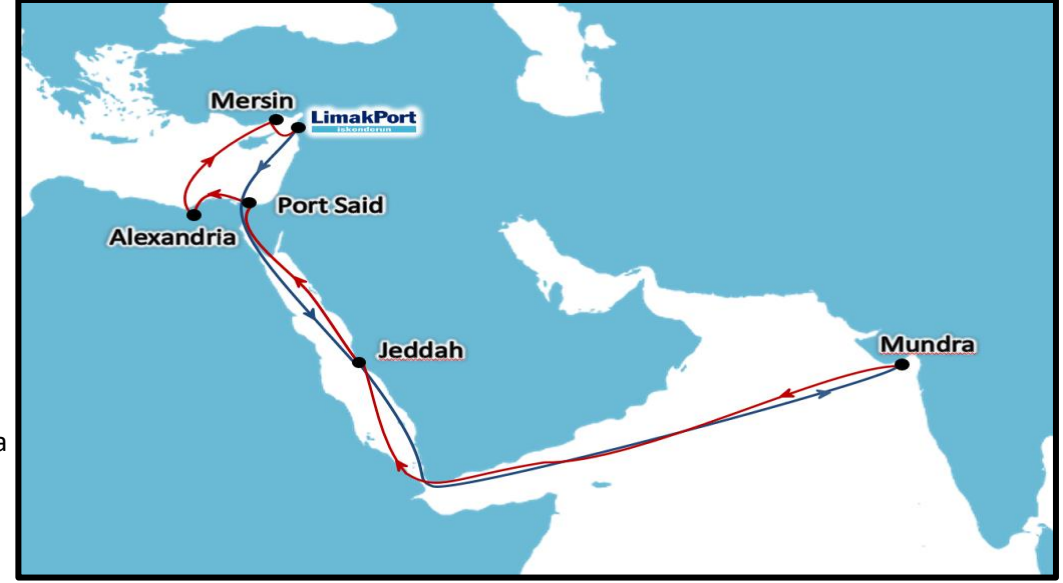 Mersin
LimakPort
iskenderun
Port Said
Alexandria
Jeddah
Mundra
a